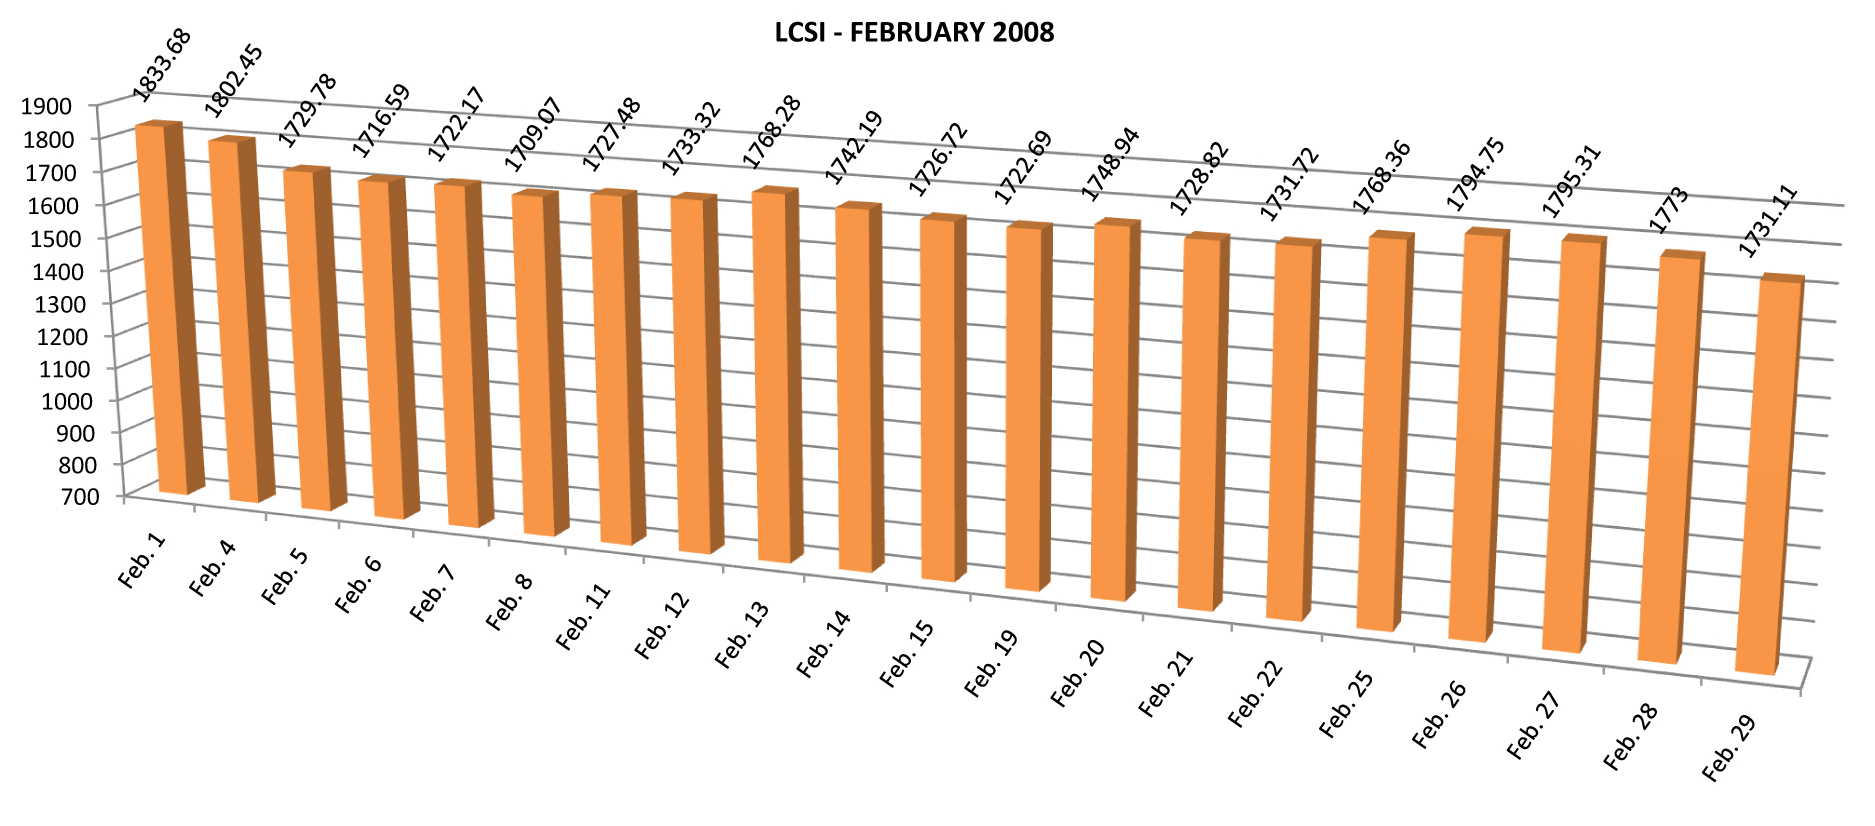 LCSI - FEBRUARY 2008
1833.68
1802.45
1729.78
1716.59
1722.17
1709.07
1727.48
1733.32
1768.28
1742.19
1726.72
1722.69
1748.94
1728.82
1731.72
1768.36
1794.75
1795.31
1773
1731.11
1900
1800
1700
1600
1500
1400
1300
1200
1100
1000
900
800
700
Feb. 1
Feb. 4
Feb. 5
Feb. 6
Feb. 7
Feb. 8
Feb. 11
Feb. 12
Feb. 13
Feb. 14
Feb. 15
Feb. 19
Feb. 20
Feb. 21
Feb. 22
Feb. 25
Feb. 26
Feb. 27
Feb. 28
Feb. 29